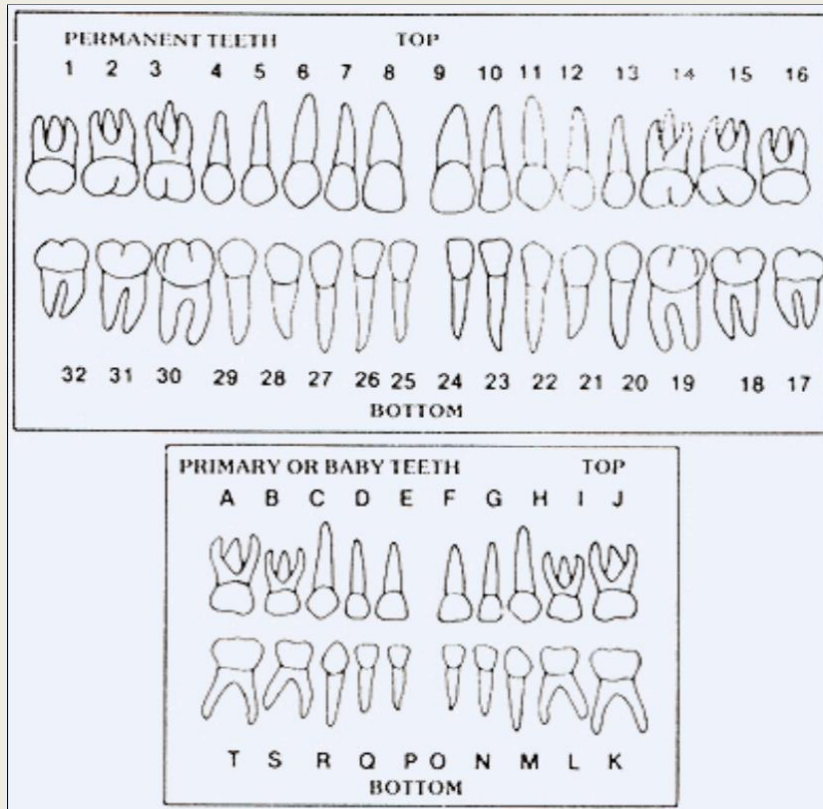 PERMANENT TEETH TOP
1 2 3 4 5 6 7 8 9 10 11 12 13 14 15 16
32 31 30 29 28 27 26 25 24 23 22 21 20 19 18 17
BOTTOM
PRIMARY OR BABY TEETH TOP
A B C D E F G H I J
T S R Q P O N M L K
BOTTOM